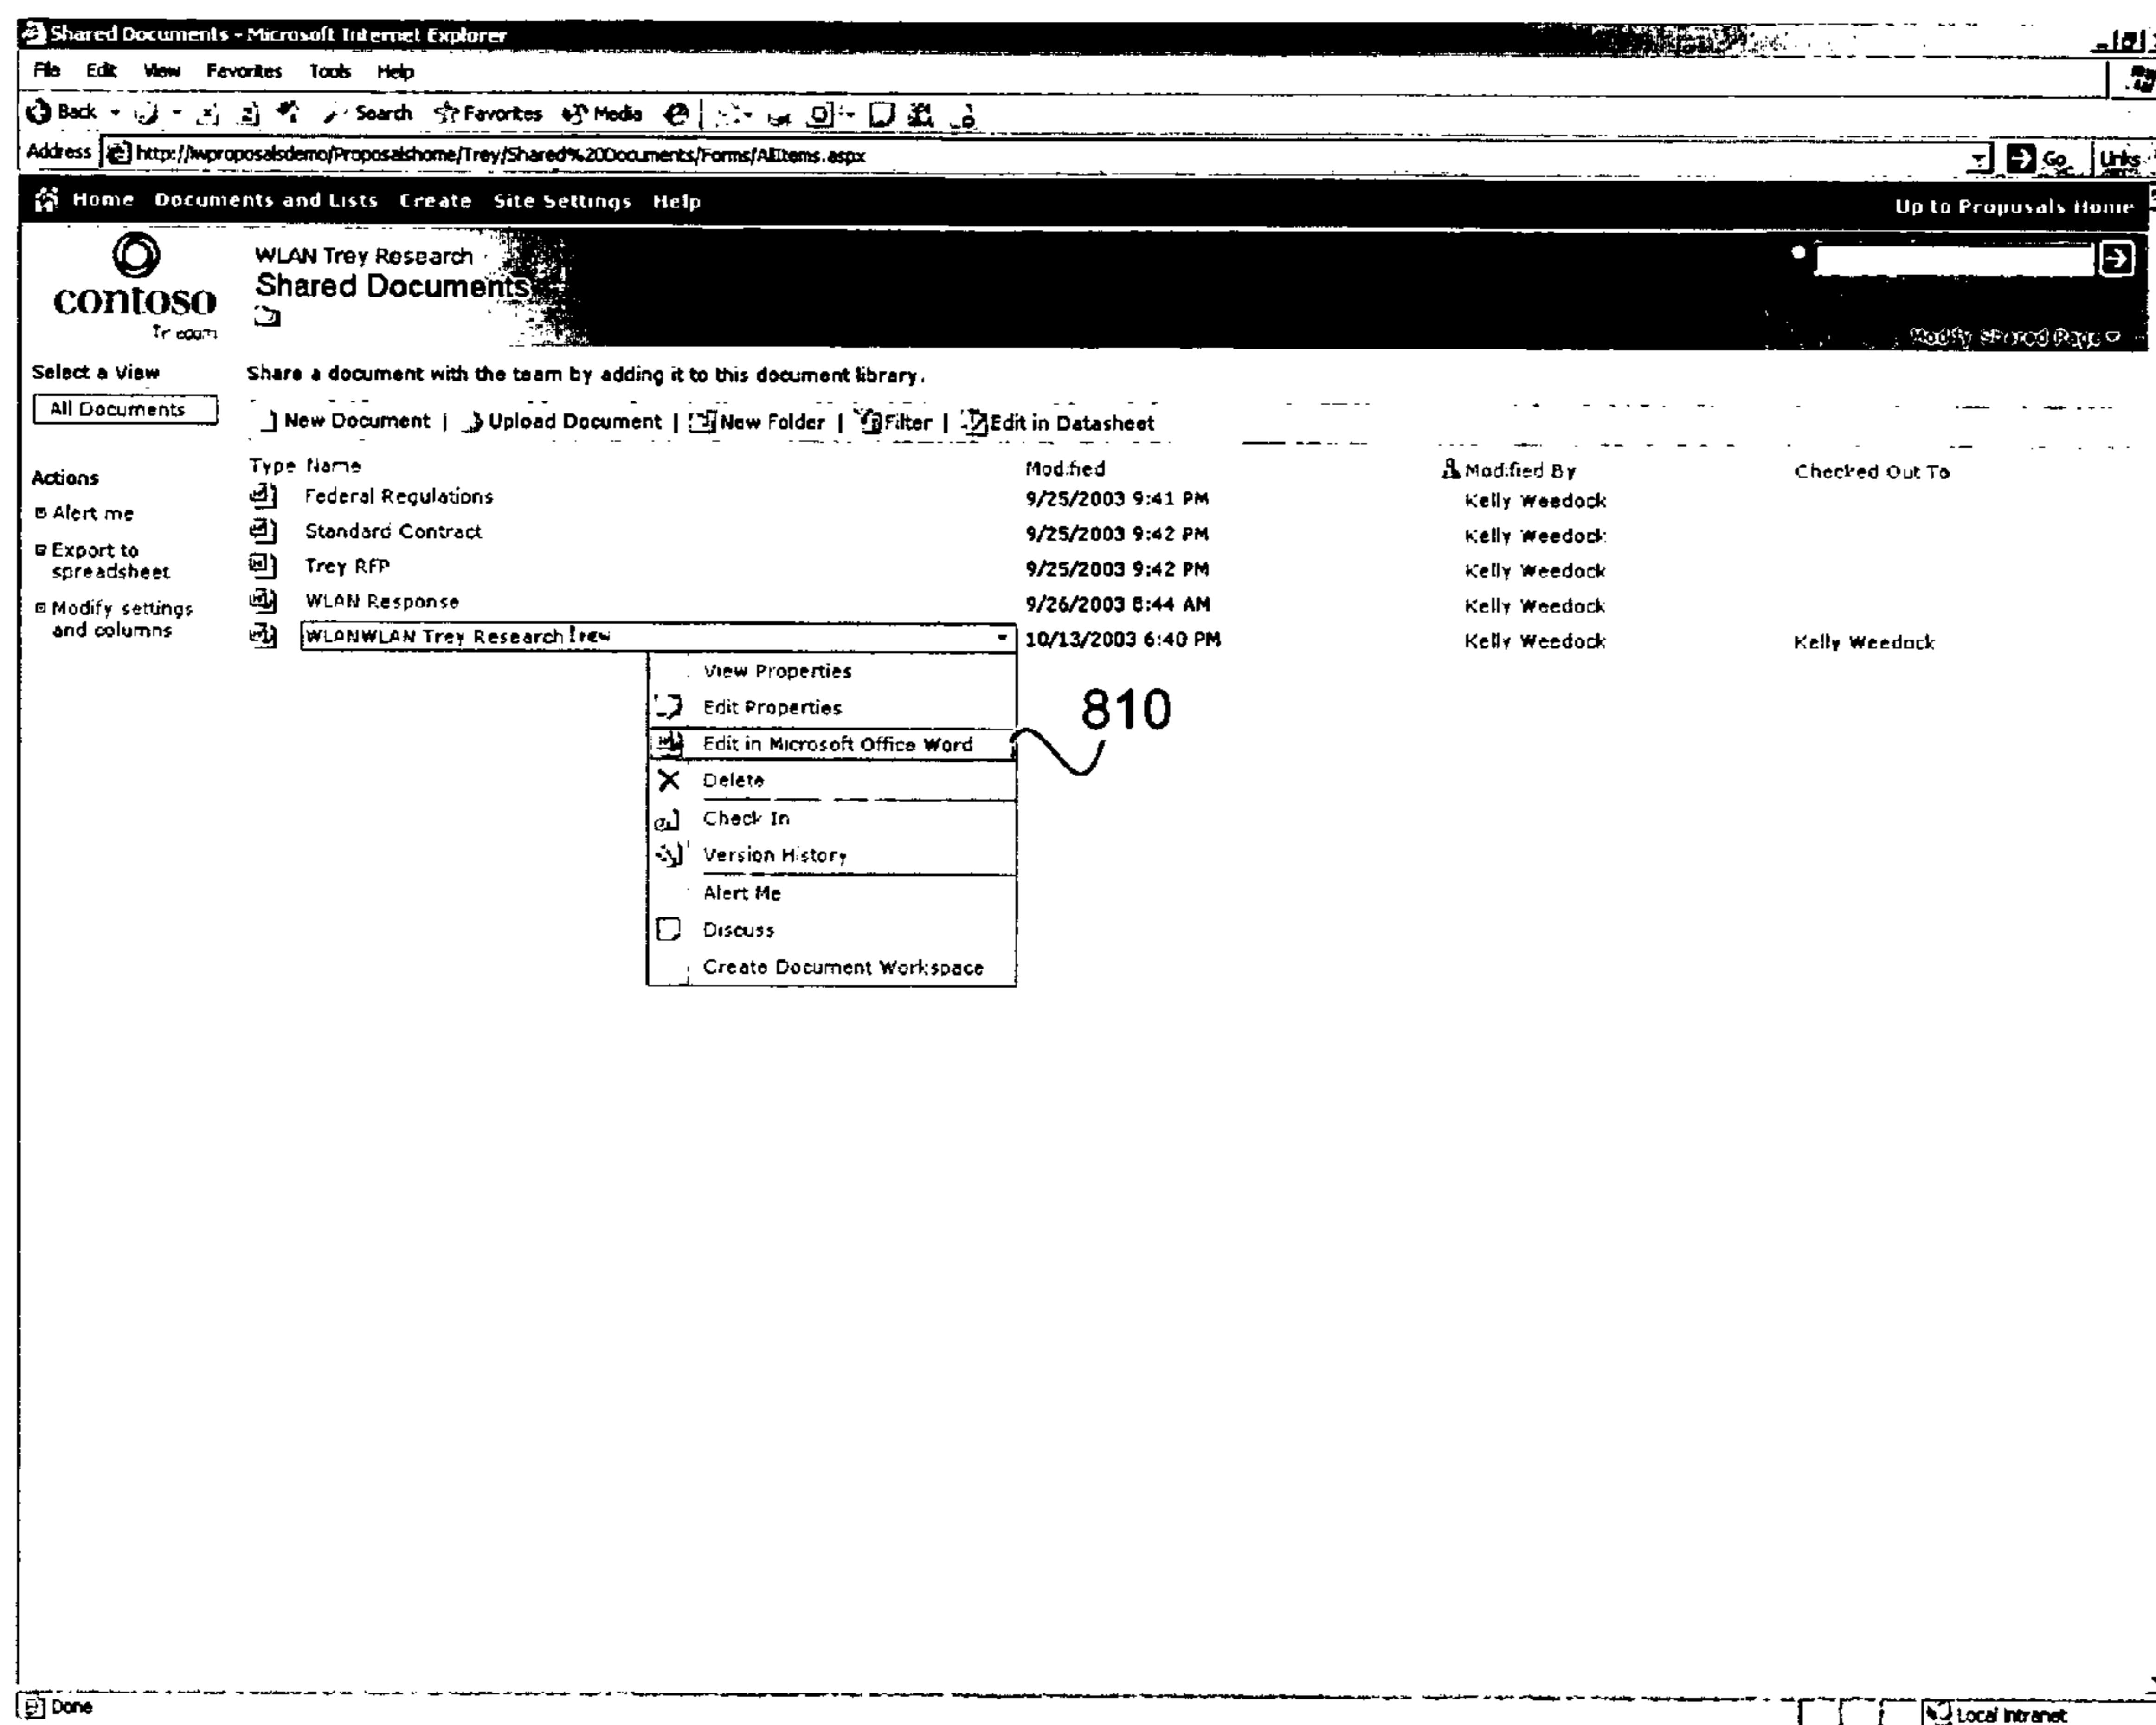 Shared Documents - Microsoft Internet Explorer
File Edit View Favorites Tools Help
Back Search Favorites Media
Address http://iwproposalsdemo/Proposalshome/Trey/Shared%20Documents/Forms/AllItems.aspx Go Links
Home Documents and Lists Create Site Settings Help Up to Proposals Home
contoso
WLAN Trey Research
Shared Documents
Modify Shared Page
Select a View
All Documents
Share a document with the team by adding it to this document library.
New Document | Upload Document | New Folder | Filter | Edit in Datasheet
Actions
Alert me
Export to spreadsheet
Modify settings and columns
Type Name Modified Modified By Checked Out To
Federal Regulations 9/25/2003 9:41 PM Kelly Weedock
Standard Contract 9/25/2003 9:42 PM Kelly Weedock
Trey RFP 9/25/2003 9:42 PM Kelly Weedock
WLAN Response 9/26/2003 8:44 AM Kelly Weedock
WLANWLAN Trey Research 10/13/2003 6:40 PM Kelly Weedock Kelly Weedock
View Properties
Edit Properties
Edit in Microsoft Office Word
810
Delete
Check In
Version History
Alert Me
Discuss
Create Document Workspace
Done Local intranet